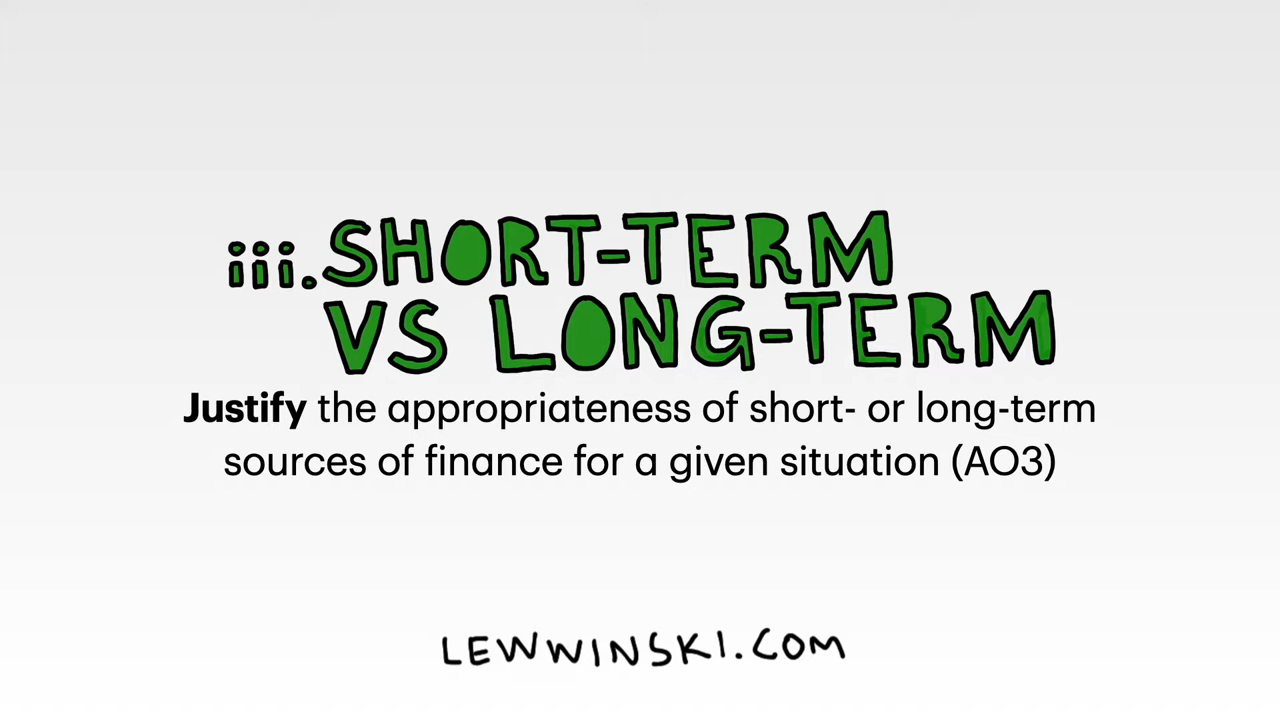 iii. SHORT-TERM
VS LONG-TERM
Justify the appropriateness of short- or long-term
sources of finance for a given situation (AO3)
LEWWINSKI.COM